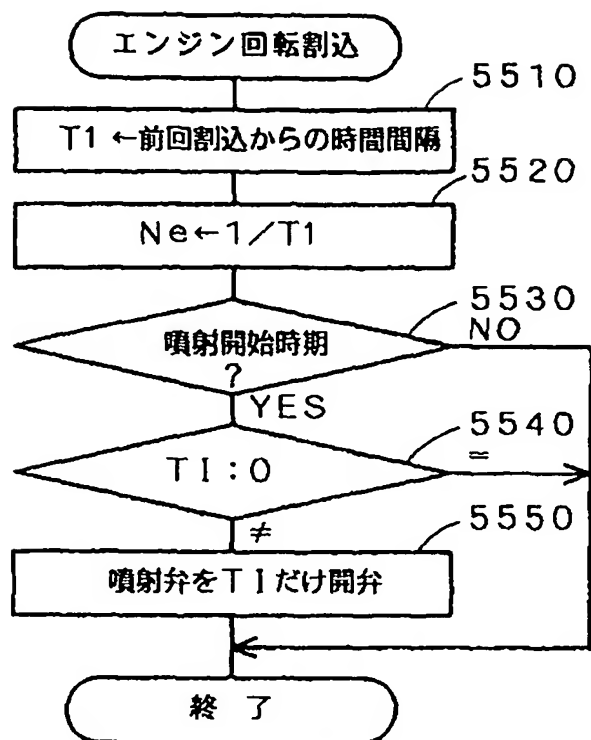 エンジン回転割込
5510
T1 ←前回割込からの時間間隔
5520
Ne←1／T1
5530
噴射開始時期
?
NO
YES
5540
TI:0
=
≠
5550
噴射弁をTIだけ開弁
終了